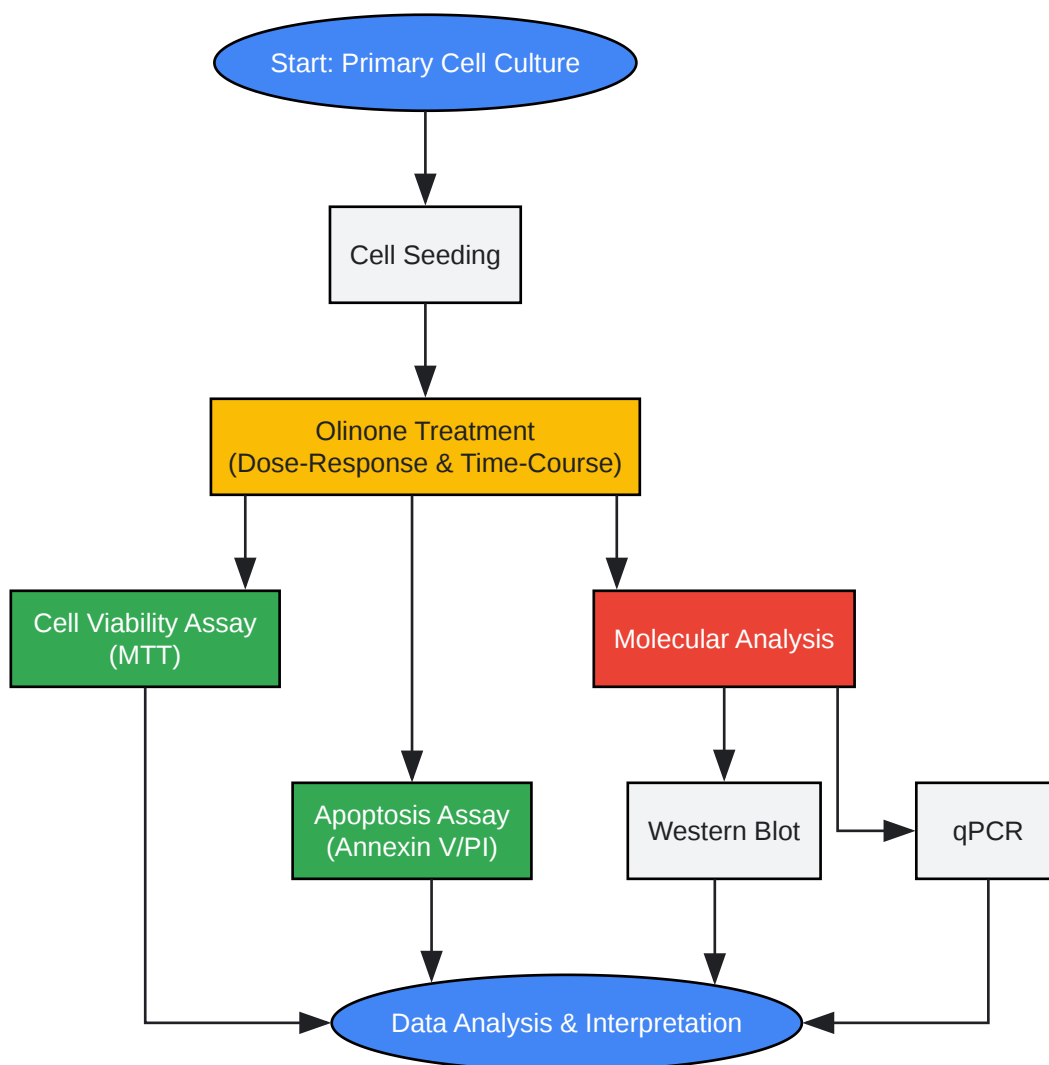 Start: Primary Cell Culture
Cell Seeding
Olinone Treatment
(Dose-Response & Time-Course)
Cell Viability Assay
(MTT)
Molecular Analysis
Apoptosis Assay
(Annexin V/PI)
Western Blot
qPCR
Data Analysis & Interpretation